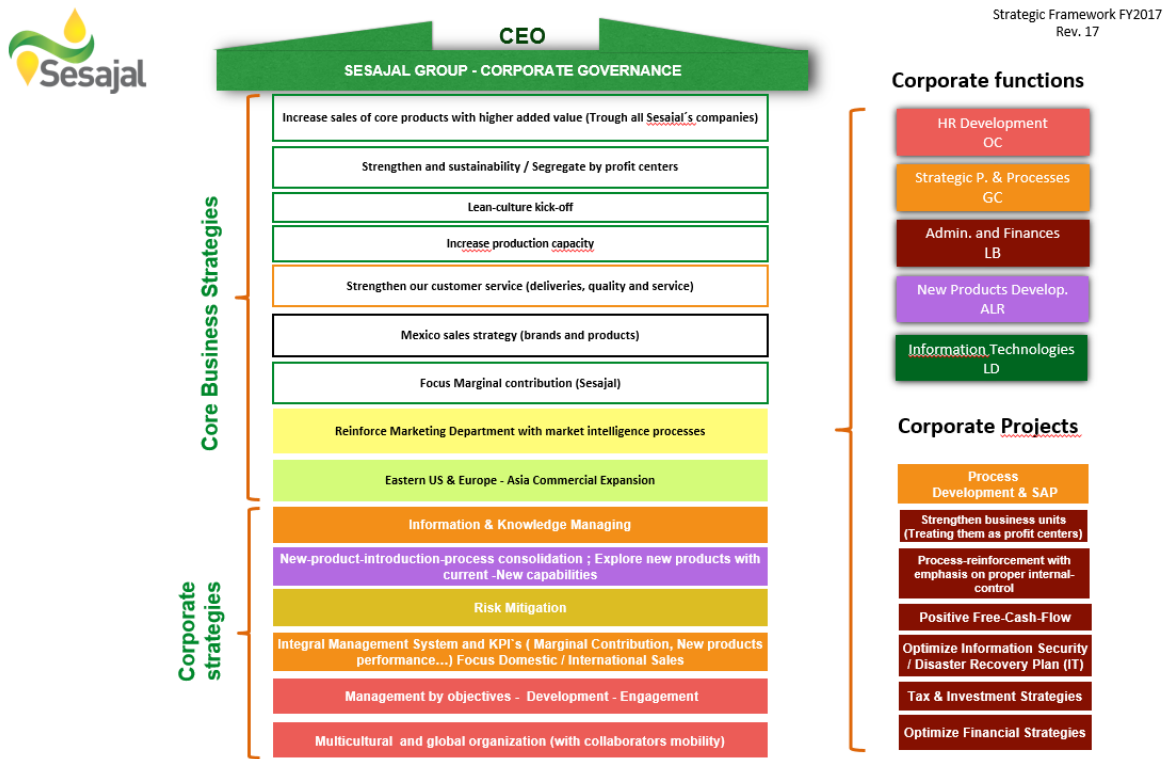 Sesajal
Strategic Framework FY2017
Rev. 17
CEO
SESAJAL GROUP - CORPORATE GOVERNANCE
Core Business Strategies
Increase sales of core products with higher added value (Trough all Sesajal´s companies)
Strengthen and sustainability / Segregate by profit centers
Lean-culture kick-off
Increase production capacity
Strengthen our customer service (deliveries, quality and service)
Mexico sales strategy (brands and products)
Focus Marginal contribution (Sesajal)
Reinforce Marketing Department with market intelligence processes
Eastern US & Europe - Asia Commercial Expansion
Corporate
strategies
Information & Knowledge Managing
New-product-introduction-process consolidation ; Explore new products with
current -New capabilities
Risk Mitigation
Integral Management System and KPI`s ( Marginal Contribution, New products
performance...) Focus Domestic / International Sales
Management by objectives - Development - Engagement
Multicultural and global organization (with collaborators mobility)
Corporate functions
HR Development
OC
Strategic P. & Processes
GC
Admin. and Finances
LB
New Products Develop.
ALR
Information Technologies
LD
Corporate Projects
Process
Development & SAP
Strengthen business units
(Treating them as profit centers)
Process-reinforcement with
emphasis on proper internal-
control
Positive Free-Cash-Flow
Optimize Information Security
/ Disaster Recovery Plan (IT)
Tax & Investment Strategies
Optimize Financial Strategies